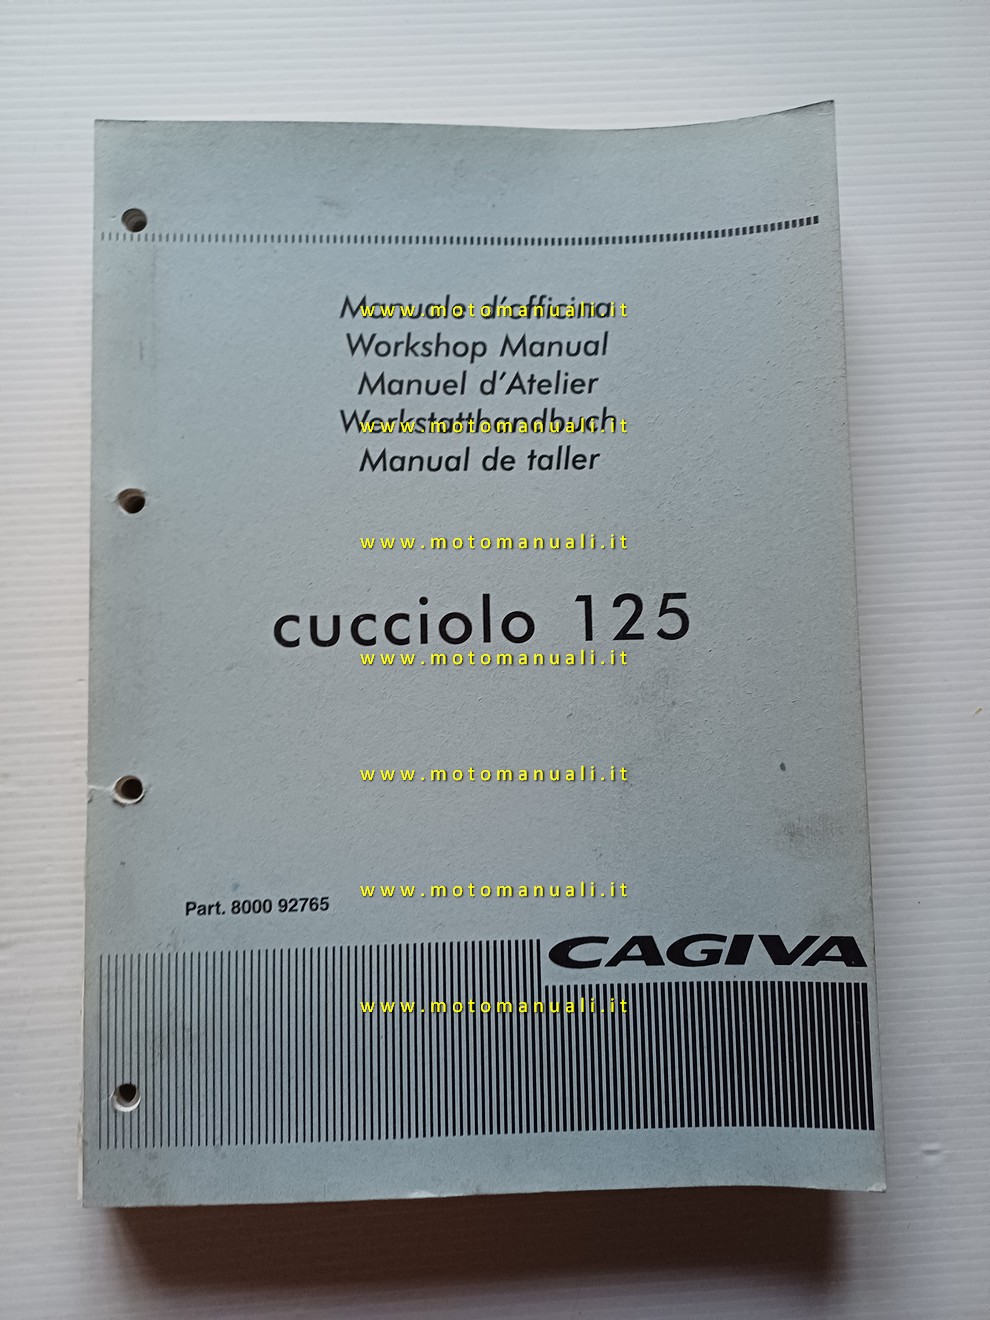 Manuale d'officina
www.motomanuali.it
Workshop Manual
Manuel d'Atelier
Werkstatthandbuch
www.motomanuali.it
Manual de taller
www.motomanuali.it
cucciolo 125
www.motomanuali.it
www.motomanuali.it
www.motomanuali.it
Part. 8000 92765
CAGIVA
www.motomanuali.it